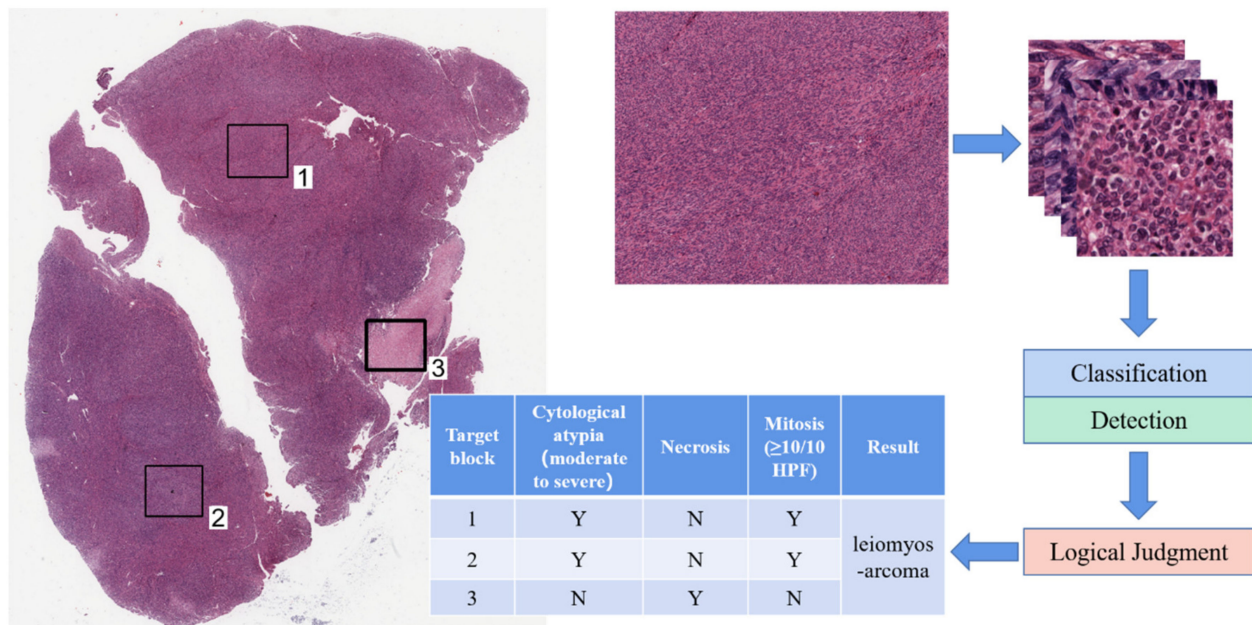 1
2
3
Classification
Detection
Logical Judgment
Target block Cytological atypia (moderate to severe) Necrosis Mitosis (≥10/10 HPF) Result
1 Y N Y leiomyos-arcoma
2 Y N Y
3 N Y N